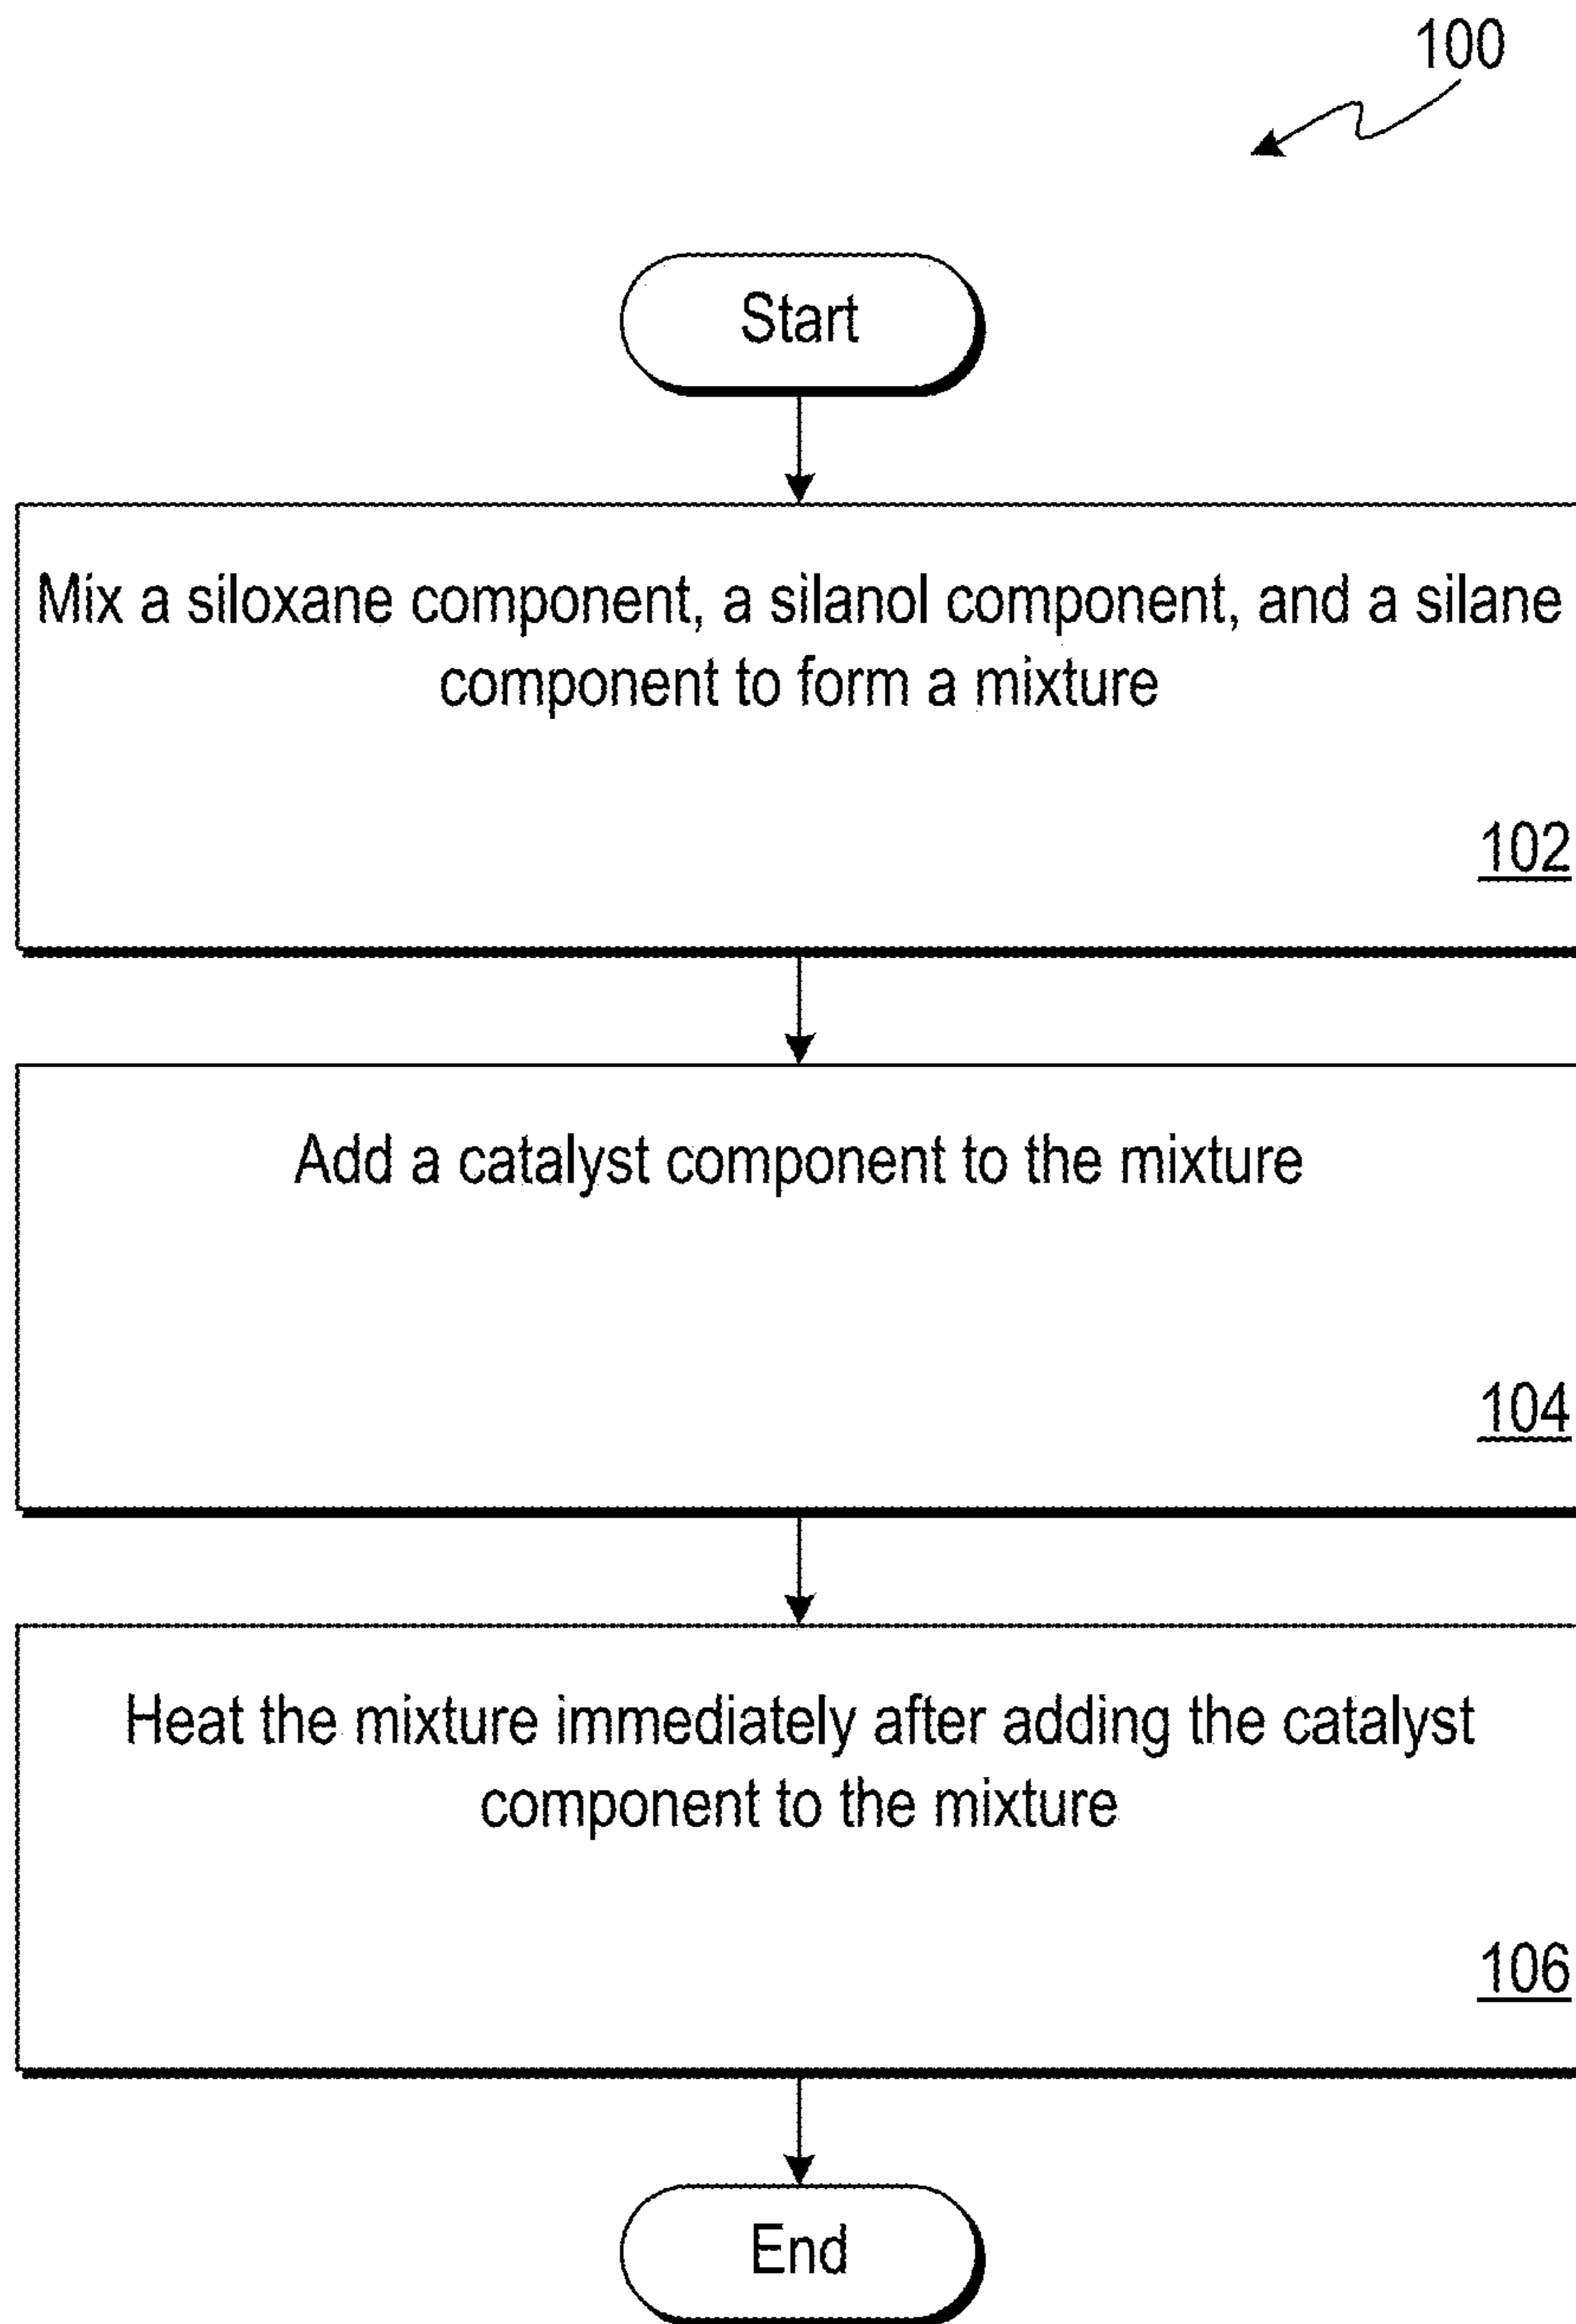 100
Start
Mix a siloxane component, a silanol component, and a silane
component to form a mixture
102
Add a catalyst component to the mixture
104
Heat the mixture immediately after adding the catalyst
component to the mixture
106
End